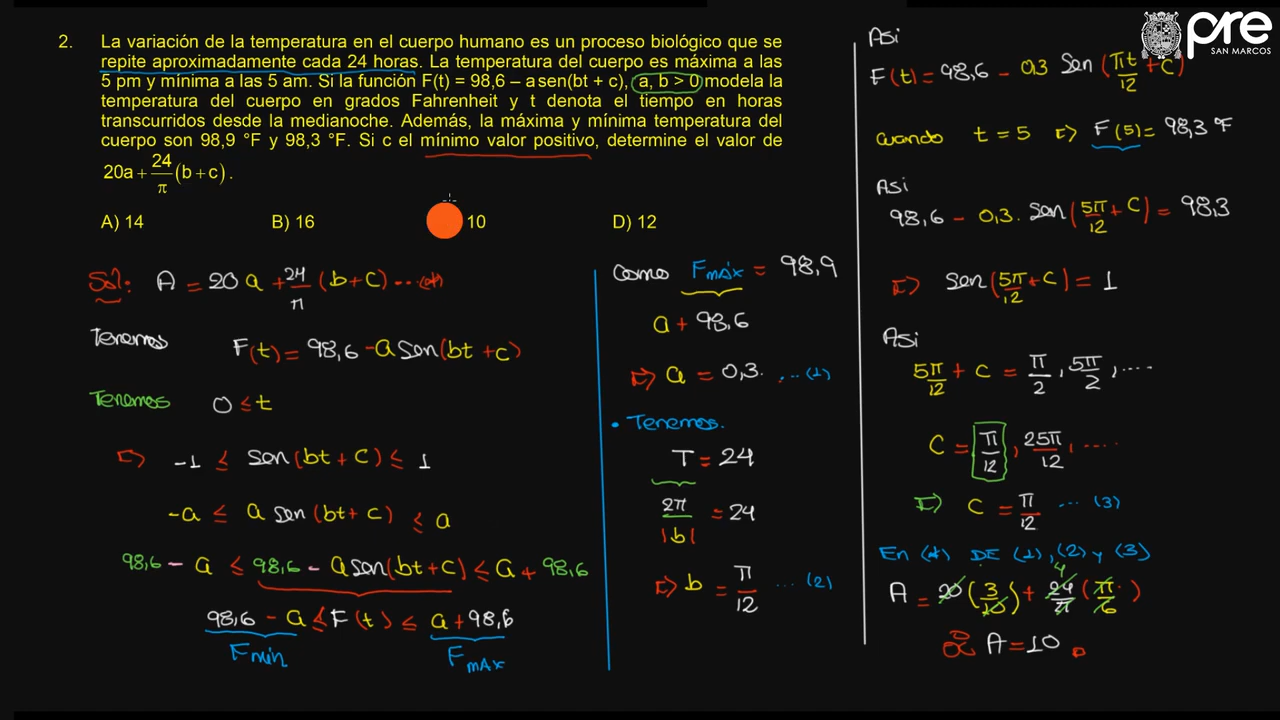 2. La variación de la temperatura en el cuerpo humano es un proceso biológico que se
repite aproximadamente cada 24 horas. La temperatura del cuerpo es máxima a las
5 pm y mínima a las 5 am. Si la función F(t) = 98,6 – a sen(bt + c), a, b > 0 modela la
temperatura del cuerpo en grados Fahrenheit y t denota el tiempo en horas
transcurridos desde la medianoche. Además, la máxima y mínima temperatura del
cuerpo son 98,9 °F y 98,3 °F. Si c el mínimo valor positivo, determine el valor de
20a + 24/π (b+c).
A) 14
B) 16
10
D) 12
Sol: A = 20 a + 24/π (b+c) ... (*)
Tenemos
F(t) = 98,6 - a sen(bt + c)
Tenemos 0 ≤ t
⇒ -1 ≤ sen(bt + c) ≤ 1
-a ≤ a sen(bt + c) ≤ a
98,6 - a ≤ 98,6 - a sen(bt + c) ≤ a + 98,6
98,6 - a ≤ F(t) ≤ a + 98,6
Fmín
Fmáx
Como Fmáx = 98,9
a + 98,6
⇒ a = 0,3 ... (1)
• Tenemos.
T = 24
2π/|b| = 24
⇒ b = π/12 ... (2)
pre
SAN MARCOS
Asi
F(t) = 98,6 - 0,3 Sen(πt/12 + c)
Cuando t = 5 ⇒ F(5) = 98,3 °F
Asi
98,6 - 0,3. Sen(5π/12 + c) = 98,3
⇒ Sen(5π/12 + c) = 1
Asi
5π/12 + c = π/2, 5π/2, ....
c = π/12, 25π/12, ....
⇒ c = π/12 ... (3)
En (*) DE (1), (2) y (3)
A = 20(3/10) + 24/π (π/6)
4
∴ A = 10